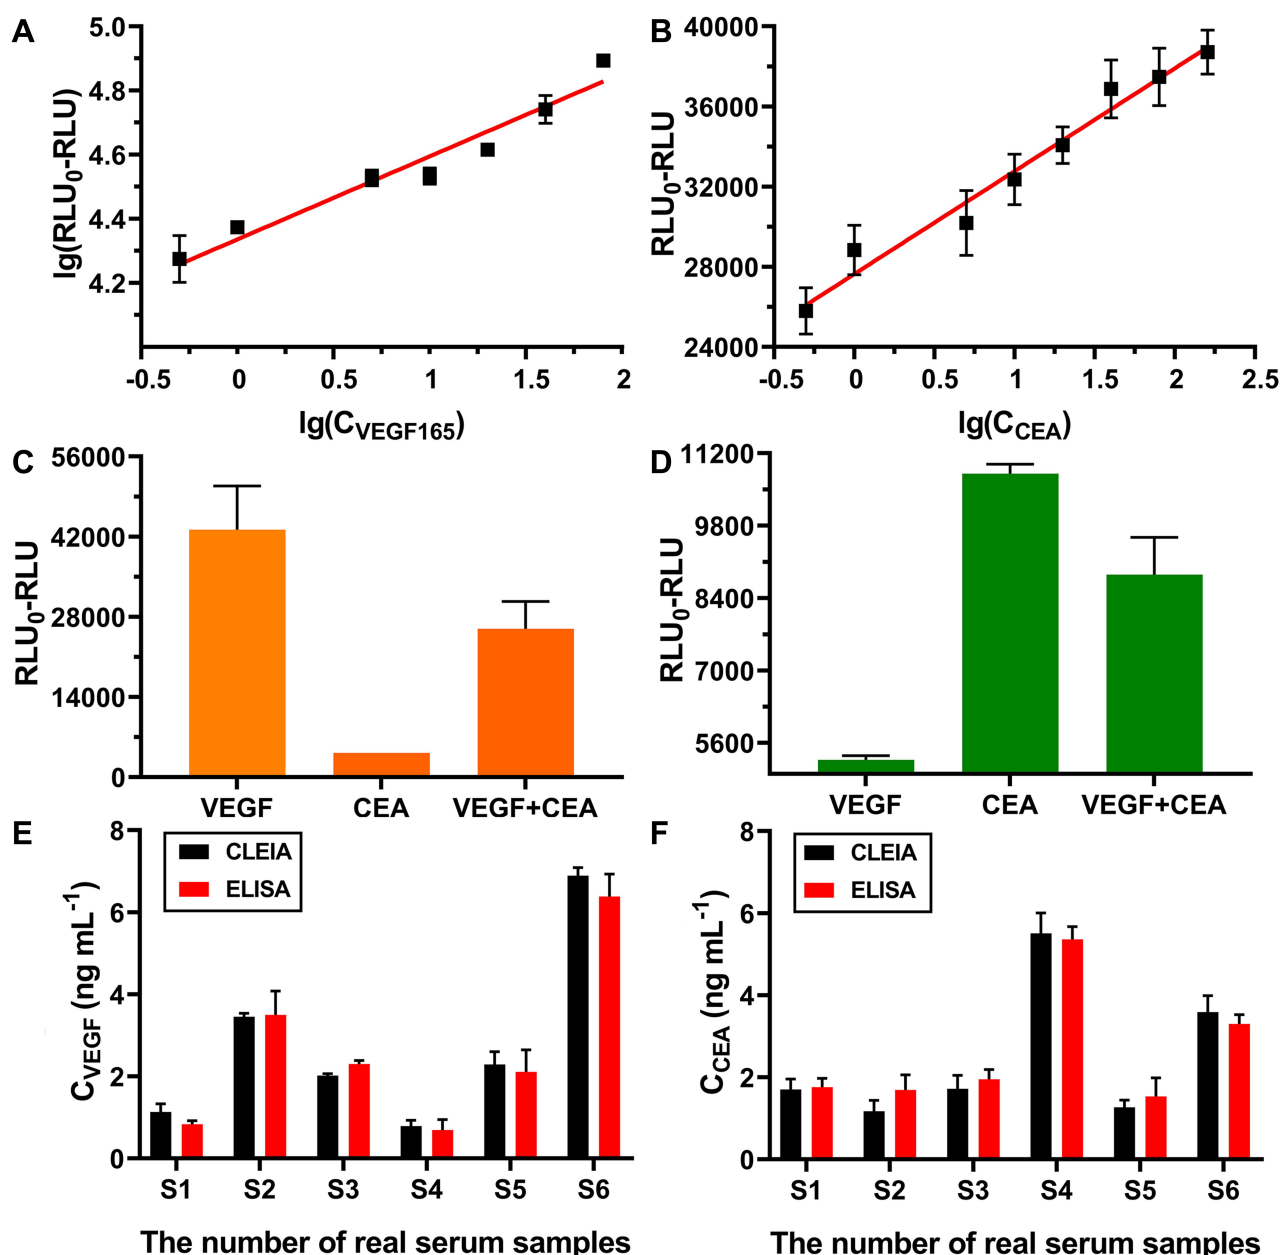 A
5.0
4.8
4.6
4.4
4.2
lg(RLU0-RLU)
-0.5 0 0.5 1 1.5 2
lg(CVEGF165)
B
40000
36000
32000
28000
24000
RLU0-RLU
-0.5 0 0.5 1 1.5 2 2.5
lg(CCEA)
C
56000
42000
28000
14000
0
RLU0-RLU
VEGF CEA VEGF+CEA
D
11200
9800
8400
7000
5600
RLU0-RLU
VEGF CEA VEGF+CEA
E
8
6
4
2
0
CVEGF (ng mL-1)
CLEIA
ELISA
S1 S2 S3 S4 S5 S6
The number of real serum samples
F
8
6
4
2
0
CCEA (ng mL-1)
CLEIA
ELISA
S1 S2 S3 S4 S5 S6
The number of real serum samples